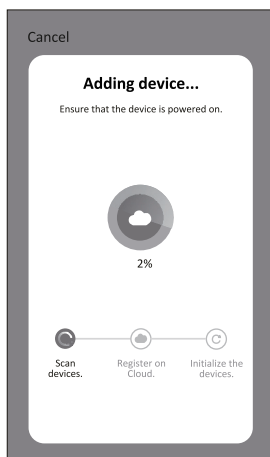 Cancel
Adding device...
Ensure that the device is powered on.
2%
Scan
devices.
Register on
Cloud.
Initialize the
devices.